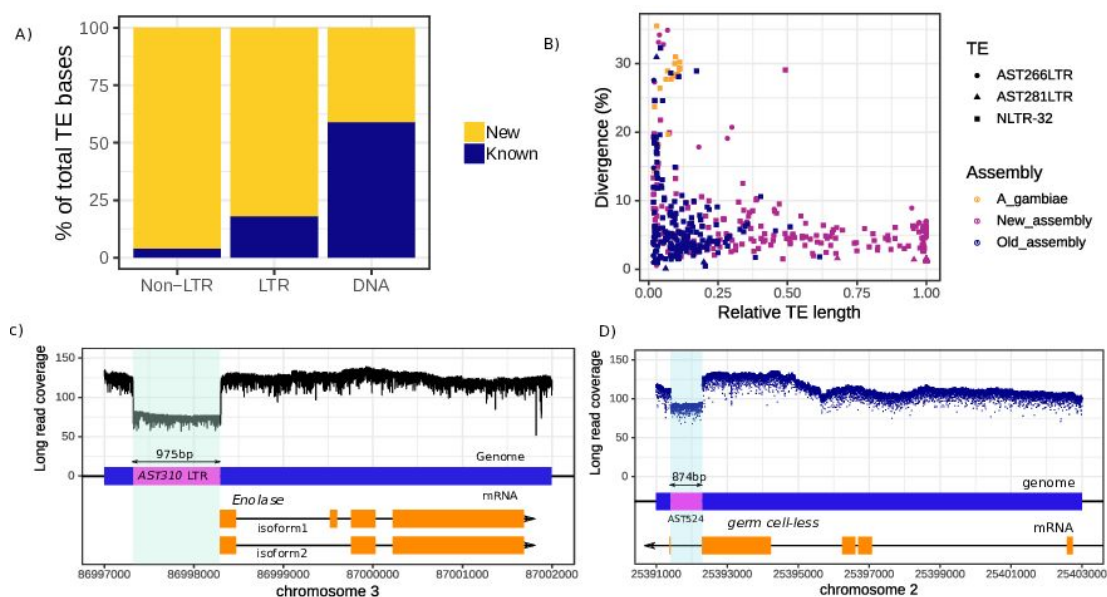 A)
% of total TE bases
100
75
50
25
0
Non-LTR LTR DNA
New
Known
B)
Divergence (%)
30
20
10
0
0.00 0.25 0.50 0.75 1.00
Relative TE length
TE
AST266LTR
AST281LTR
NLTR-32
Assembly
A_gambiae
New_assembly
Old_assembly
c)
Long read coverage
150
100
50
0
975bp
Genome
AST310 LTR
mRNA
Enolase
isoform1
isoform2
86997000 86998000 86999000 87000000 87001000 87002000
chromosome 3
D)
Long read coverage
150
100
50
0
874bp
genome
AST524
germ cell-less
mRNA
25391000 25393000 25395000 25397000 25399000 25401000 25403000
chromosome 2